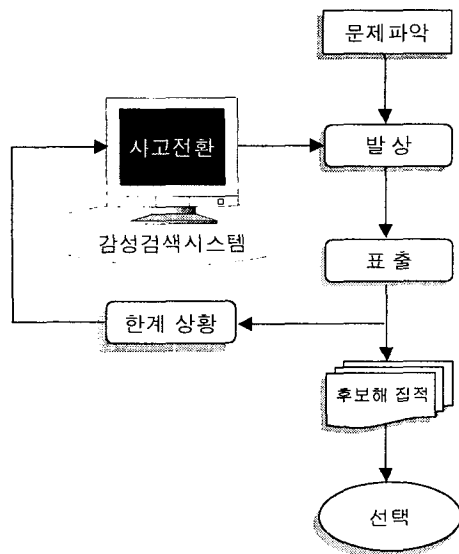 문제파악
사고전환
발 상
감성검색시스템
표 출
한계 상황
후보해 집적
선택